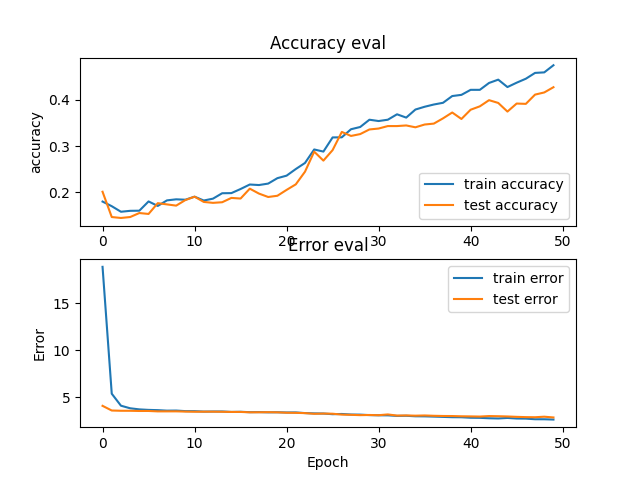 Accuracy eval
accuracy
0.4
0.3
0.2
train accuracy
test accuracy
0 10 20 30 40 50
Error eval
Error
15
10
5
train error
test error
0 10 20 30 40 50
Epoch